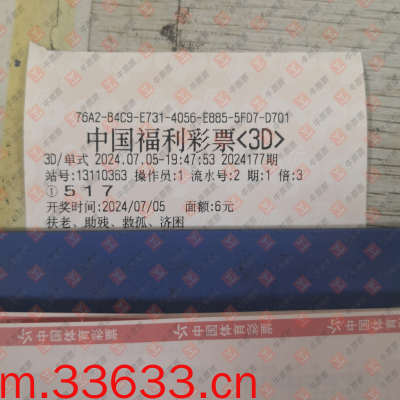 76A2-84C9-E731-4056-E885-5FD7-D701
中国福利彩票<3D>
3D/单式 2024.07.05-19:47:53 2024177期
站号:13110363 操作员:1 流水号:2 期:1 倍:3
①517
开奖时间:2024/07/05 面额:6元
扶老、助残、救孤、济困
中国体育彩票
m.33633.cn